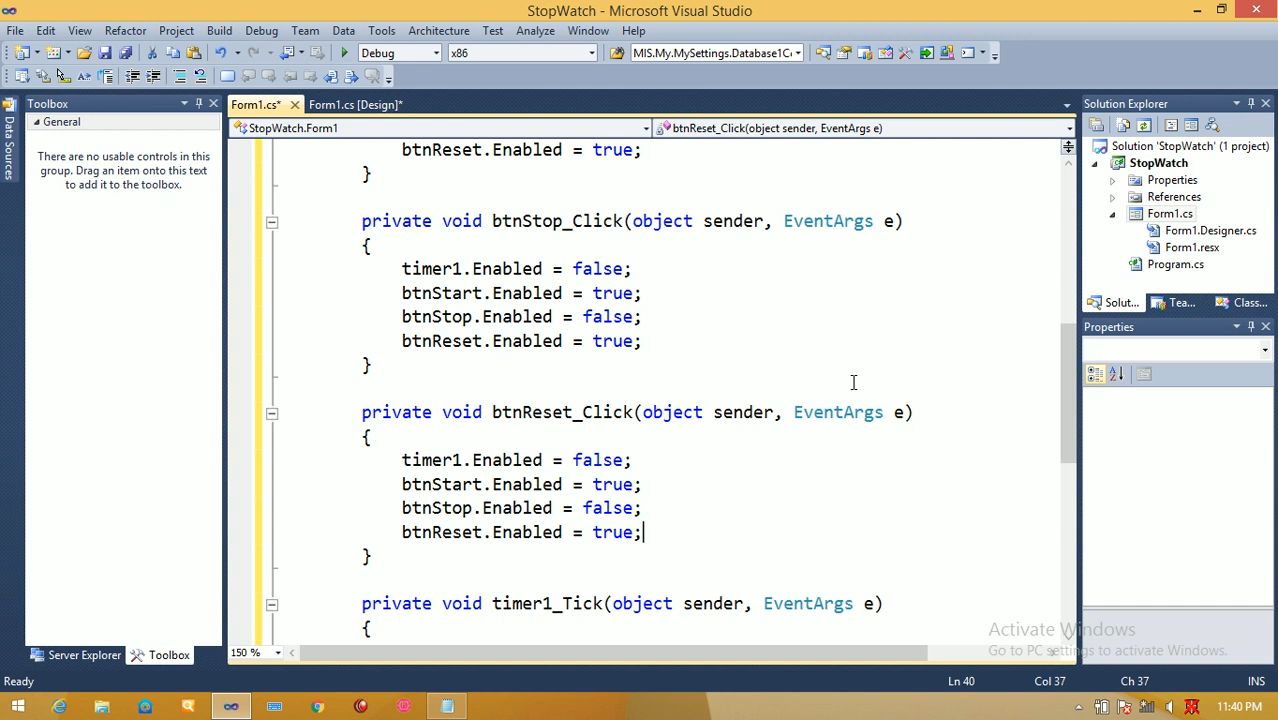 StopWatch - Microsoft Visual Studio
File Edit View Refactor Project Build Debug Team Data Tools Architecture Test Analyze Window Help
Debug x86 MIS.My.MySettings.Database1C
Toolbox
Form1.cs* Form1.cs [Design]*
Solution Explorer
General
StopWatch.Form1 btnReset_Click(object sender, EventArgs e)
Data Sources
There are no usable controls in this
group. Drag an item onto this text
to add it to the toolbox.
btnReset.Enabled = true;
}
private void btnStop_Click(object sender, EventArgs e)
{
timer1.Enabled = false;
btnStart.Enabled = true;
btnStop.Enabled = false;
btnReset.Enabled = true;
}
private void btnReset_Click(object sender, EventArgs e)
{
timer1.Enabled = false;
btnStart.Enabled = true;
btnStop.Enabled = false;
btnReset.Enabled = true;
}
private void timer1_Tick(object sender, EventArgs e)
{
Solution 'StopWatch' (1 project)
StopWatch
Properties
References
Form1.cs
Form1.Designer.cs
Form1.resx
Program.cs
Solut... Tea... Class...
Properties
Activate Windows
Go to PC settings to activate Windows.
Server Explorer Toolbox
150 %
Ready Ln 40 Col 37 Ch 37 INS
11:40 PM